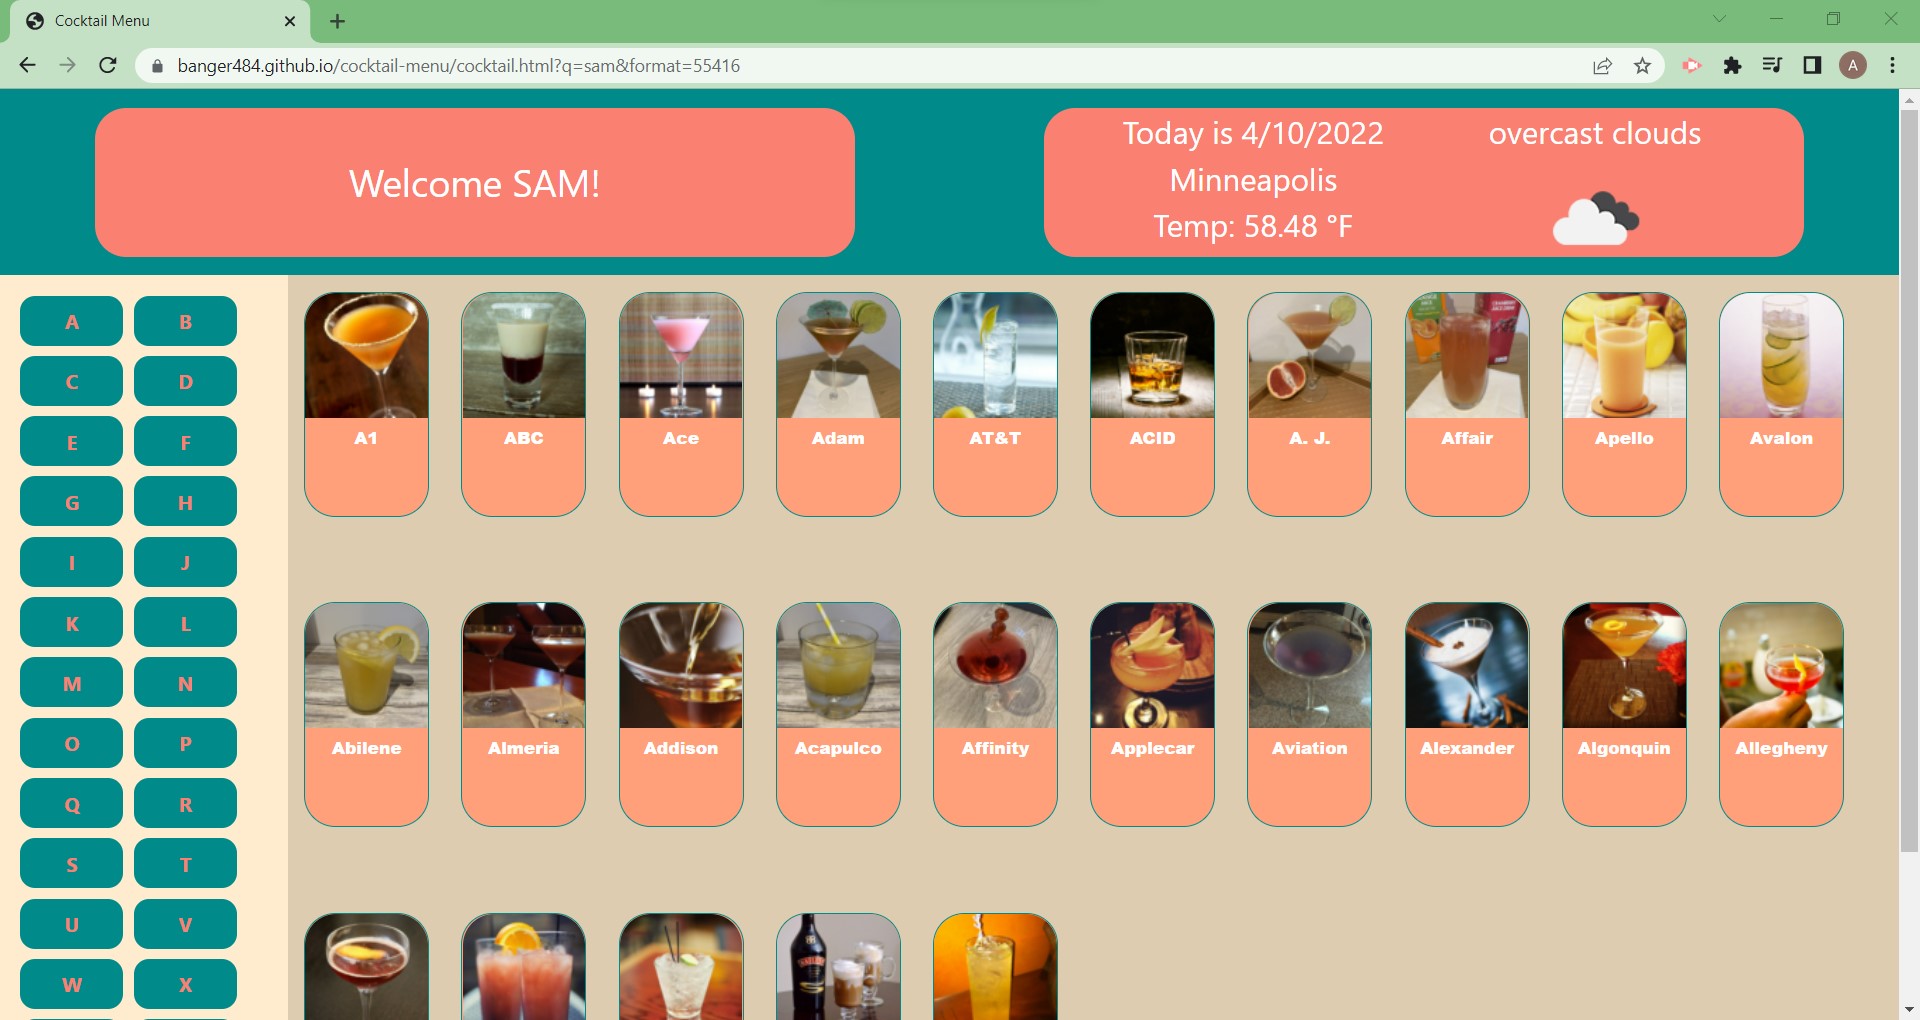 Cocktail Menu
banger484.github.io/cocktail-menu/cocktail.html?q=sam&format=55416
A
Welcome SAM!
Today is 4/10/2022
Minneapolis
Temp: 58.48 °F
overcast clouds
A B
C D
E F
G H
I J
K L
M N
O P
Q R
S T
U V
W X
A1 ABC Ace Adam AT&T ACID A. J. Affair Apello Avalon
Abilene Almeria Addison Acapulco Affinity Applecar Aviation Alexander Algonquin Allegheny